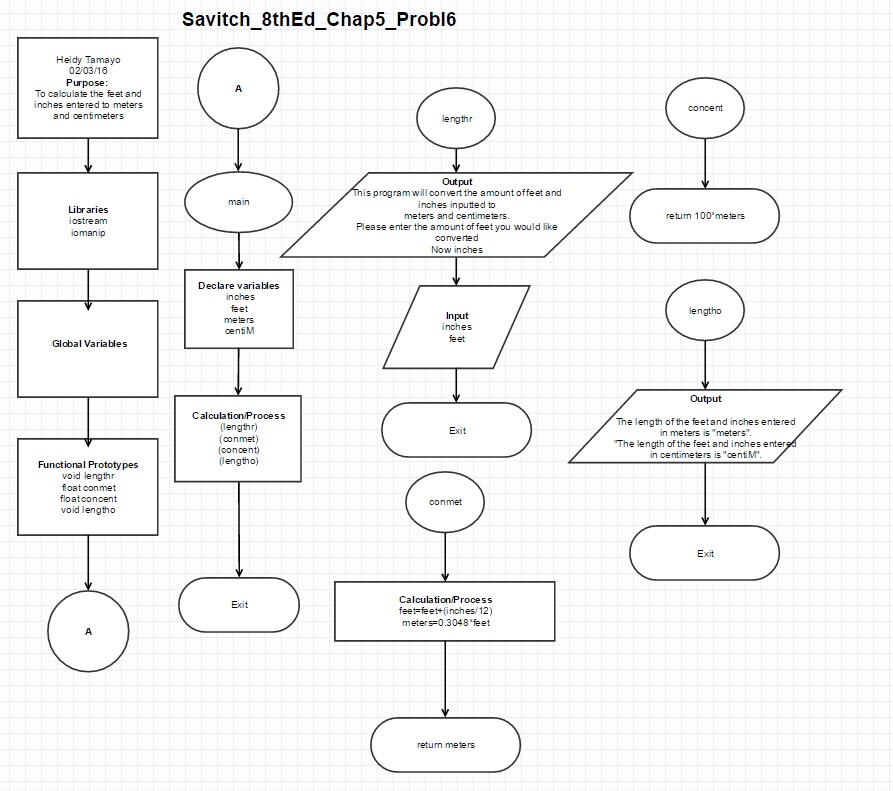 Savitch_8thEd_Chap5_Probl6
Heidy Tamayo
02/03/16
Purpose:
To calculate the feet and
inches entered to meters
and centimeters
Libraries
iostream
iomanip
Global Variables
Functional Prototypes
void lengthr
float conmet
float concent
void lengtho
A
A
main
Declare variables
inches
feet
meters
centiM
Calculation/Process
(lengthr)
(conmet)
(concent)
(lengtho)
Exit
lengthr
Output
This program will convert the amount of feet and
inches inputted to
meters and centimeters.
Please enter the amount of feet you would like
converted
Now inches
Input
inches
feet
Exit
conmet
Calculation/Process
feet=feet+(inches/12)
meters=0.3048*feet
return meters
concent
return 100*meters
lengtho
Output
The length of the feet and inches entered
in meters is "meters".
"The length of the feet and inches entered
in centimeters is "centiM".
Exit